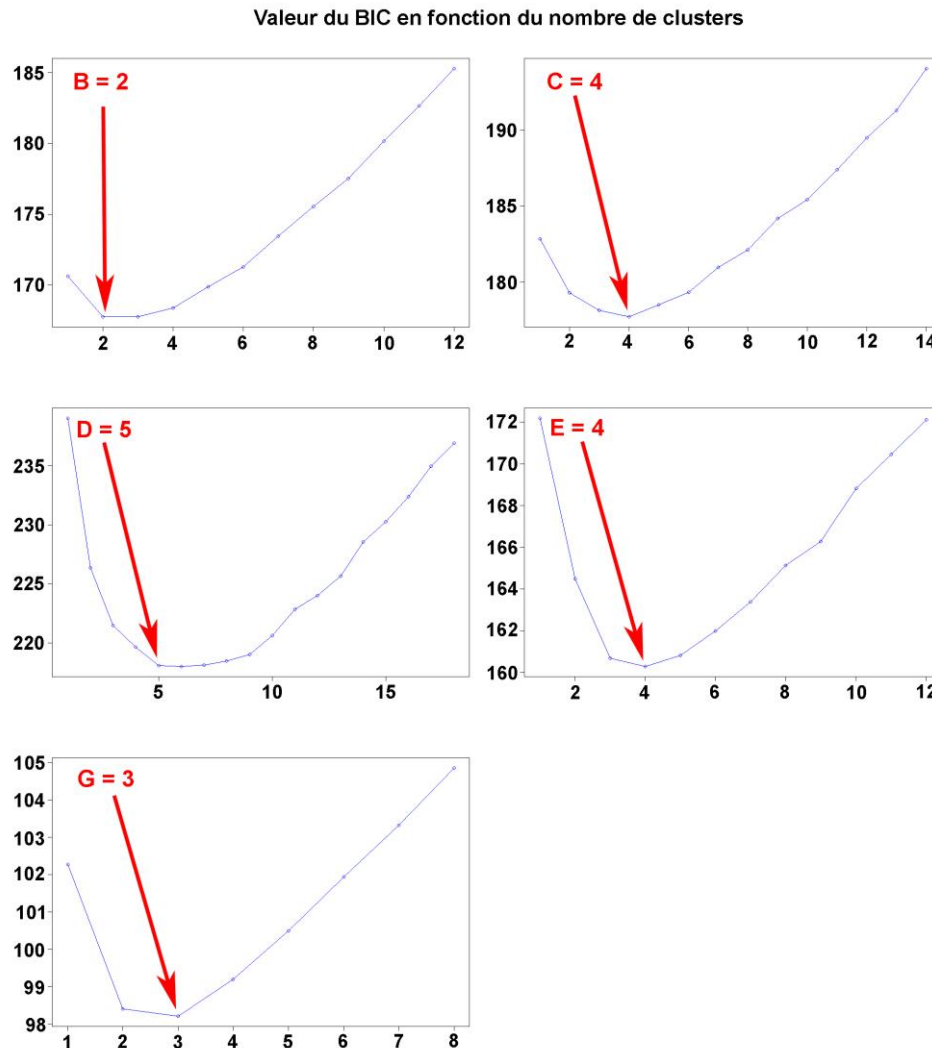 Valeur du BIC en fonction du nombre de clusters
B = 2
185
180
175
170
2 4 6 8 10 12
C = 4
190
185
180
2 4 6 8 10 12 14
D = 5
235
230
225
220
5 10 15
E = 4
172
170
168
166
164
162
160
2 4 6 8 10 12
G = 3
105
104
103
102
101
100
99
98
1 2 3 4 5 6 7 8